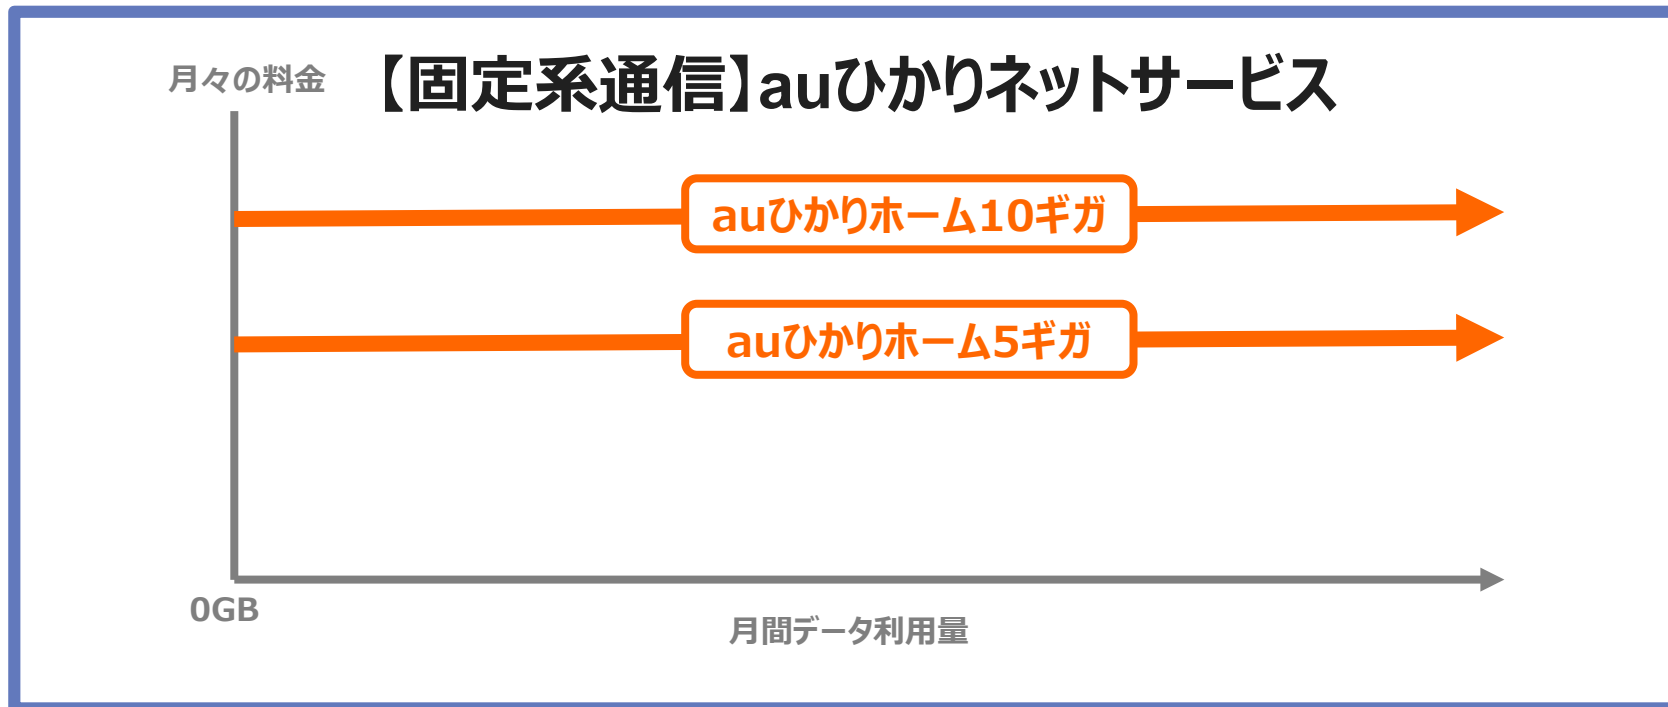 月々の料金
【固定系通信】auひかりネットサービス
auひかりホーム10ギガ
auひかりホーム5ギガ
0GB
月間データ利用量